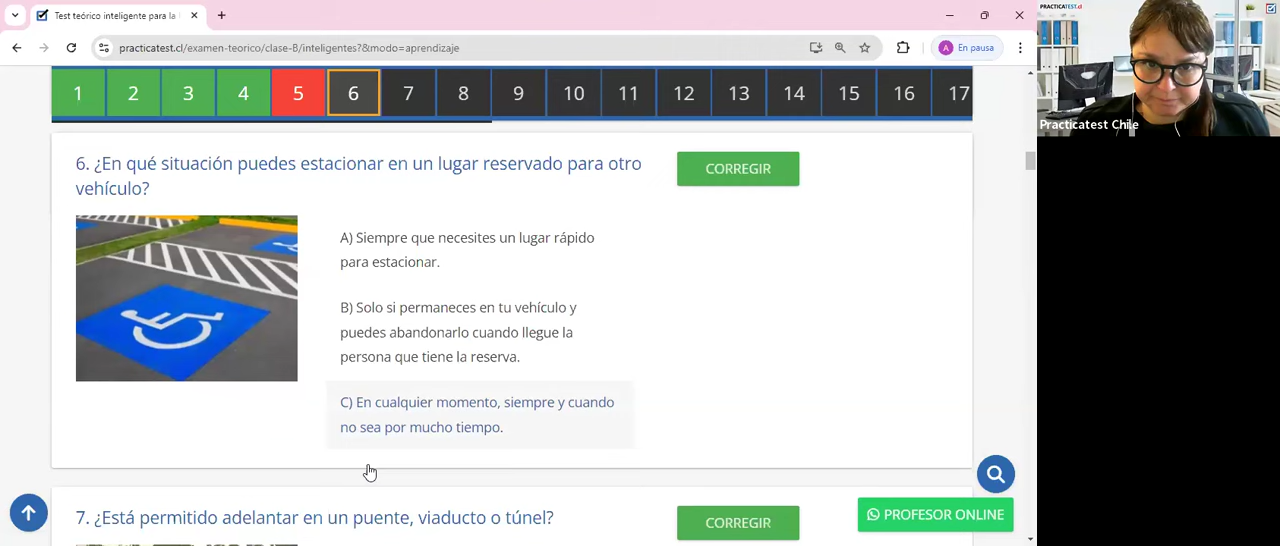 Test teórico inteligente para la
practicatest.cl/examen-teorico/clase-B/inteligentes?&modo=aprendizaje
A
En pausa
PRACTICATEST.cl
Practicatest Chile
1 2 3 4 5 6 7 8 9 10 11 12 13 14 15 16 17
6. ¿En qué situación puedes estacionar en un lugar reservado para otro
vehículo?
CORREGIR
A) Siempre que necesites un lugar rápido
para estacionar.
B) Solo si permaneces en tu vehículo y
puedes abandonarlo cuando llegue la
persona que tiene la reserva.
C) En cualquier momento, siempre y cuando
no sea por mucho tiempo.
7. ¿Está permitido adelantar en un puente, viaducto o túnel?
CORREGIR
PROFESOR ONLINE